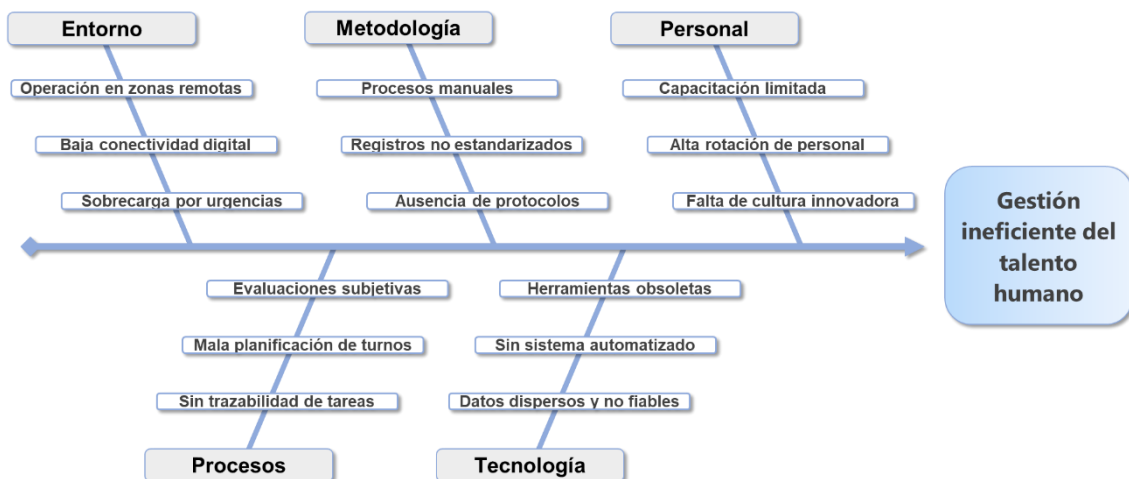 Entorno
Metodología
Personal
Operación en zonas remotas
Procesos manuales
Capacitación limitada
Baja conectividad digital
Registros no estandarizados
Alta rotación de personal
Sobrecarga por urgencias
Ausencia de protocolos
Falta de cultura innovadora
Gestión
ineficiente del
talento
humano
Evaluaciones subjetivas
Herramientas obsoletas
Mala planificación de turnos
Sin sistema automatizado
Sin trazabilidad de tareas
Datos dispersos y no fiables
Procesos
Tecnología